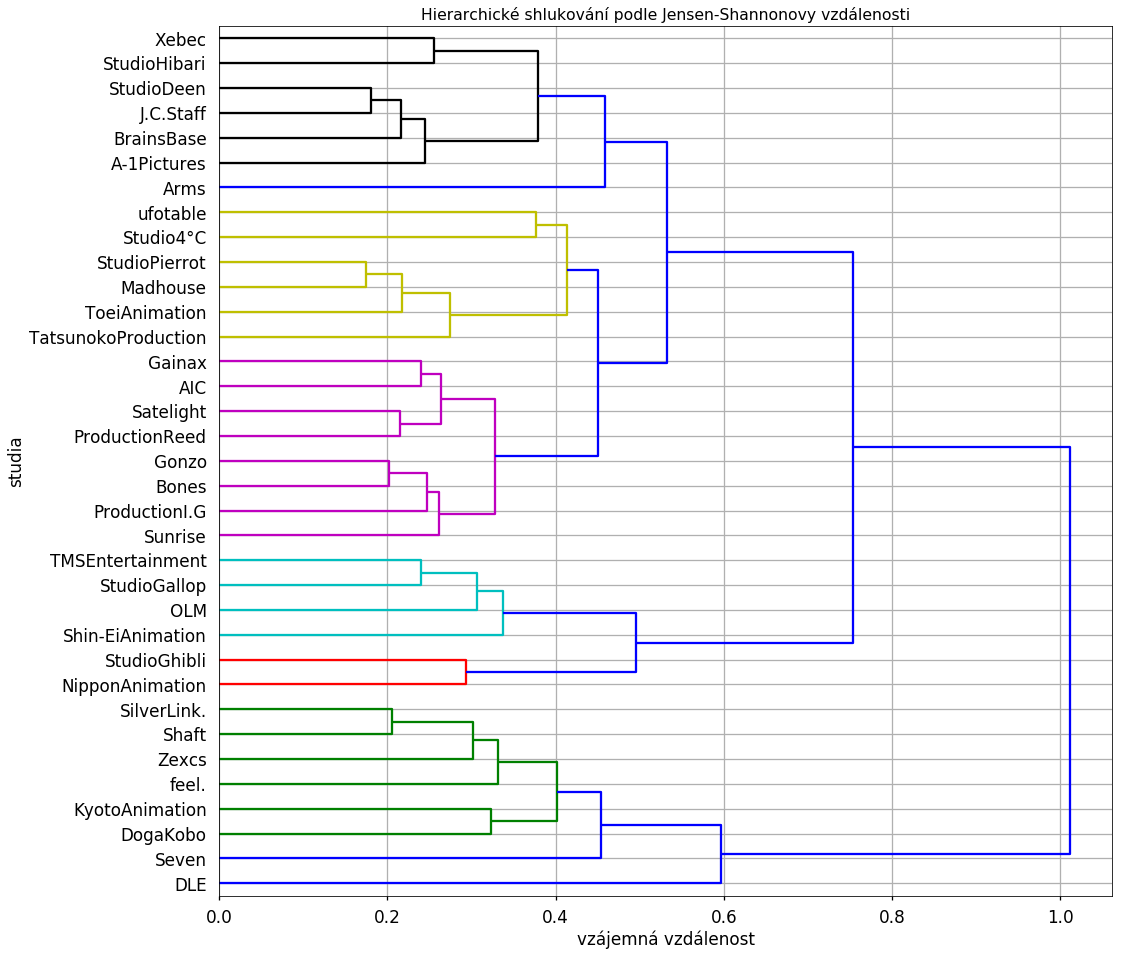 Hierarchické shlukování podle Jensen-Shannonovy vzdálenosti
Xebec
StudioHibari
StudioDeen
J.C.Staff
BrainsBase
A-1Pictures
Arms
ufotable
Studio4°C
StudioPierrot
Madhouse
ToeiAnimation
TatsunokoProduction
Gainax
AIC
Satelight
ProductionReed
Gonzo
Bones
ProductionI.G
Sunrise
TMSEntertainment
StudioGallop
OLM
Shin-EiAnimation
StudioGhibli
NipponAnimation
SilverLink.
Shaft
Zexcs
feel.
KyotoAnimation
DogaKobo
Seven
DLE
studia
0.0 0.2 0.4 0.6 0.8 1.0
vzájemná vzdálenost